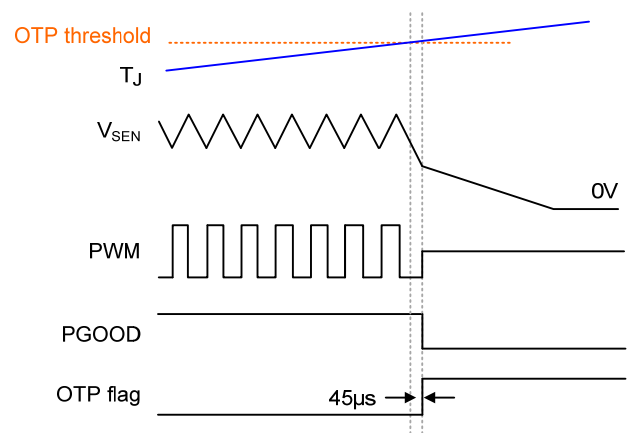 OTP threshold
TJ
VSEN
0V
PWM
PGOOD
OTP flag
45µs